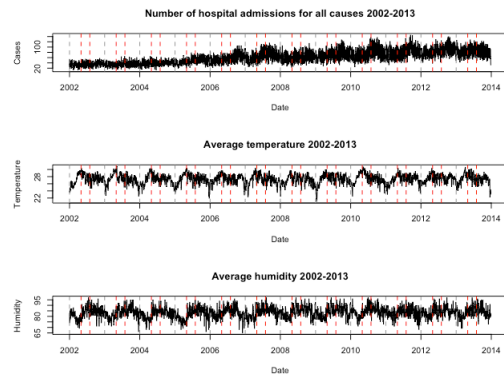 Number of hospital admissions for all causes 2002-2013
Cases
100
20
2002 2004 2006 2008 2010 2012 2014
Date
Average temperature 2002-2013
Temperature
28
22
2002 2004 2006 2008 2010 2012 2014
Date
Average humidity 2002-2013
Humidity
95
80
65
2002 2004 2006 2008 2010 2012 2014
Date